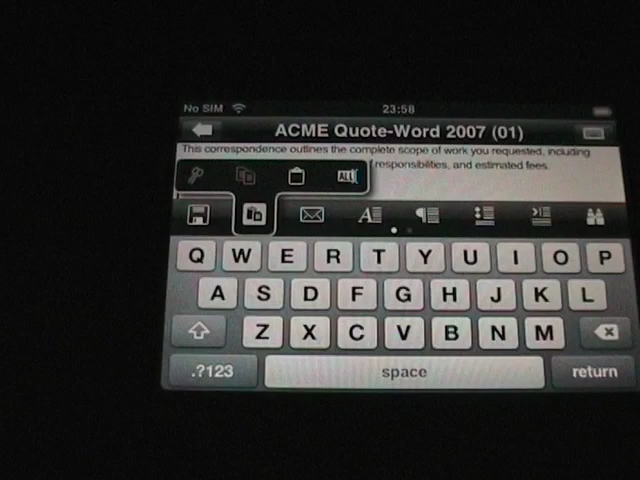 No SIM 23:58
ACME Quote-Word 2007 (01)
This correspondence outlines the complete scope of work you requested, including
responsibilities, and estimated fees.
ALL
A
Q W E R T Y U I O P
A S D F G H J K L
Z X C V B N M
.?123 space return